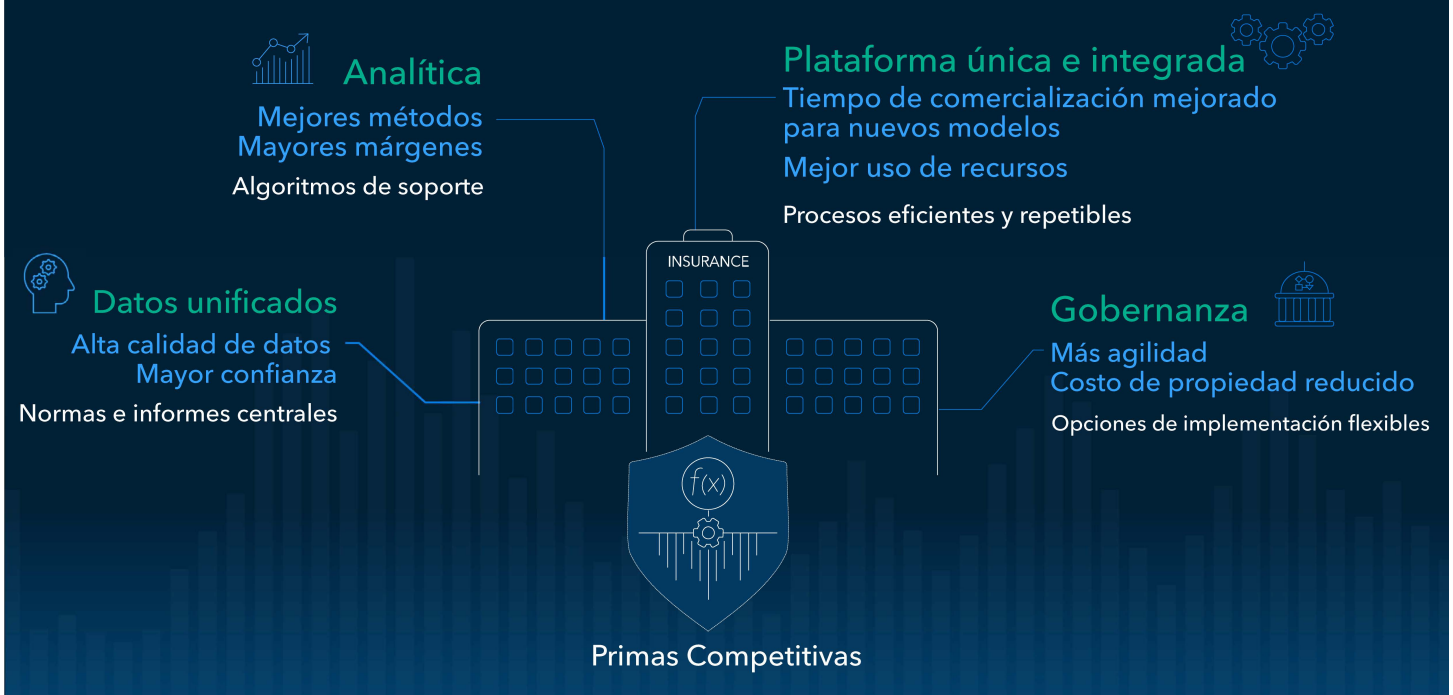 Analítica
Mejores métodos
Mayores márgenes
Algoritmos de soporte
Plataforma única e integrada
Tiempo de comercialización mejorado
para nuevos modelos
Mejor uso de recursos
Procesos eficientes y repetibles
INSURANCE
Datos unificados
Alta calidad de datos
Mayor confianza
Normas e informes centrales
Gobernanza
Más agilidad
Costo de propiedad reducido
Opciones de implementación flexibles
f(x)
Primas Competitivas